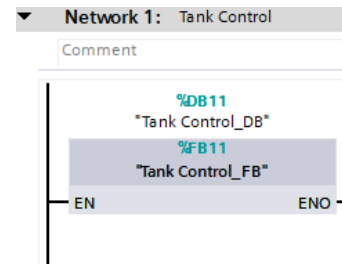 Network 1: Tank Control
Comment
%DB11
"Tank Control_DB"
%FB11
"Tank Control_FB"
EN ENO